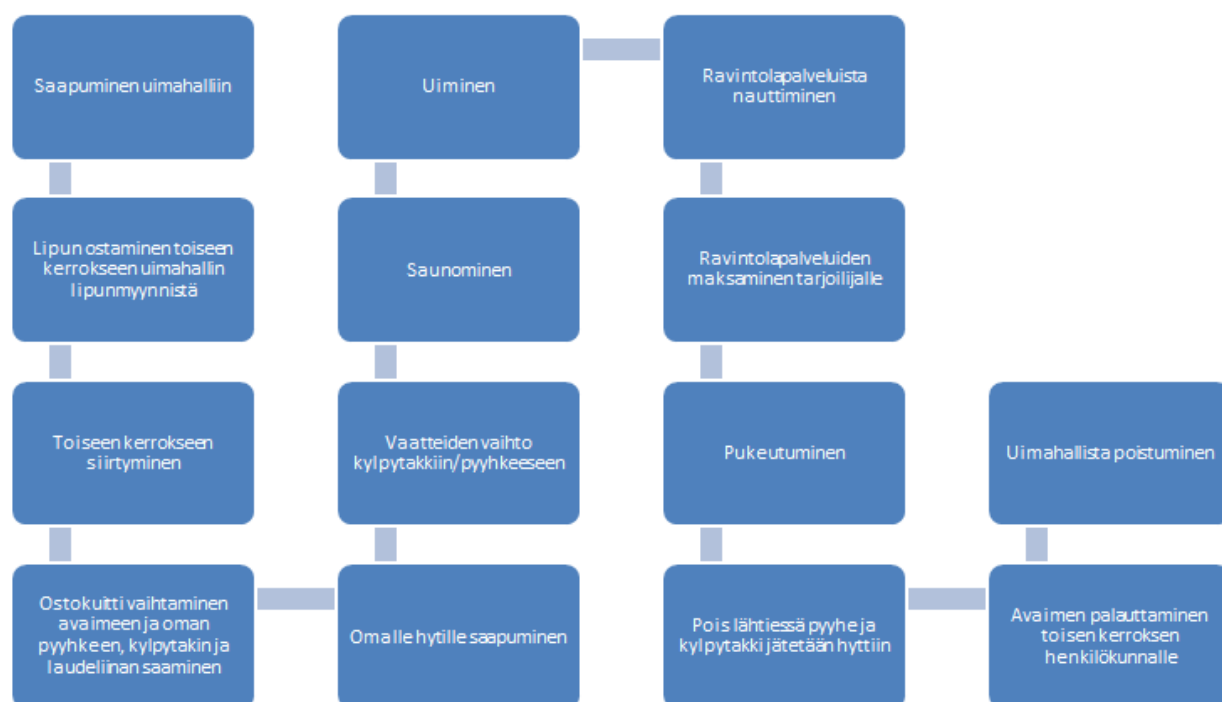 Saapuminen uimahalliin
Lipun ostaminen toiseen
kerrokseen uimahallin
lipunmyynnistä
Toiseen kerrokseen
siirtyminen
Ostokuitti vaihtaminen
avaimeen ja oman
pyyhkeen, kylpytakin ja
laudeliinan saaminen
Omalle hytille saapuminen
Vaatteiden vaihto
kylpytakkiin/pyyhkeeseen
Saunominen
Uiminen
Ravintolapalveluista
nauttiminen
Ravintolapalveluiden
maksaminen tarjoilijalle
Pukeutuminen
Pois lähtiessä pyyhe ja
kylpytakki jätetään hyttiin
Avaimen palauttaminen
toisen kerroksen
henkilökunnalle
Uimahallista poistuminen